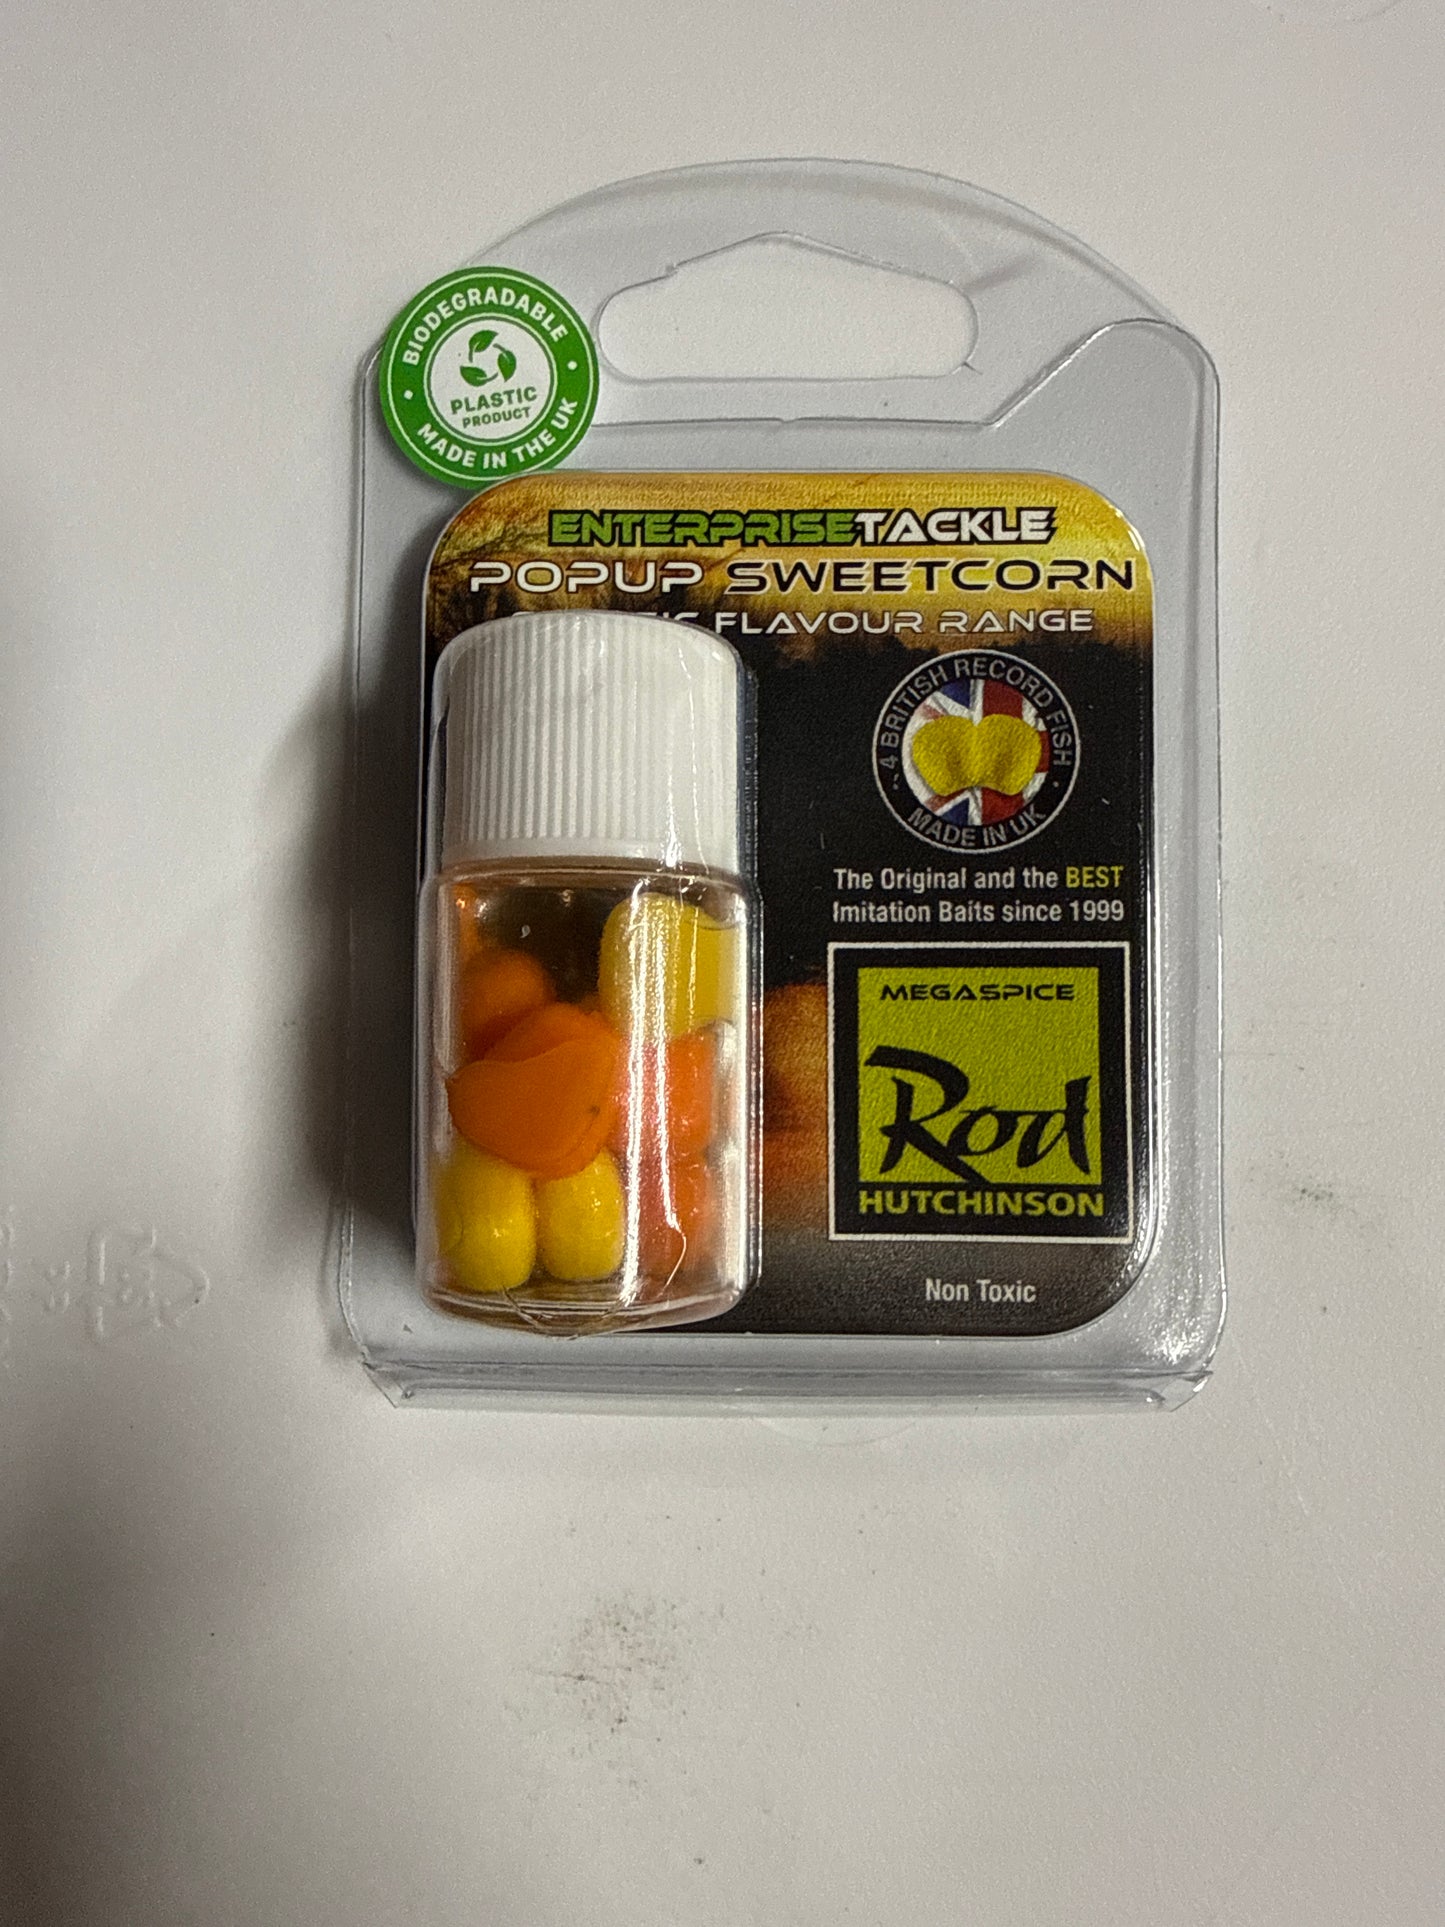 BIODEGRADABLE
PLASTIC
PRODUCT
MADE IN THE UK
ENTERPRISETACKLE
POPUP SWEETCORN
FLAVOUR RANGE
4 BRITISH RECORD FISH
MADE IN UK
The Original and the BEST
Imitation Baits since 1999
MEGASPICE
Rod
HUTCHINSON
Non Toxic